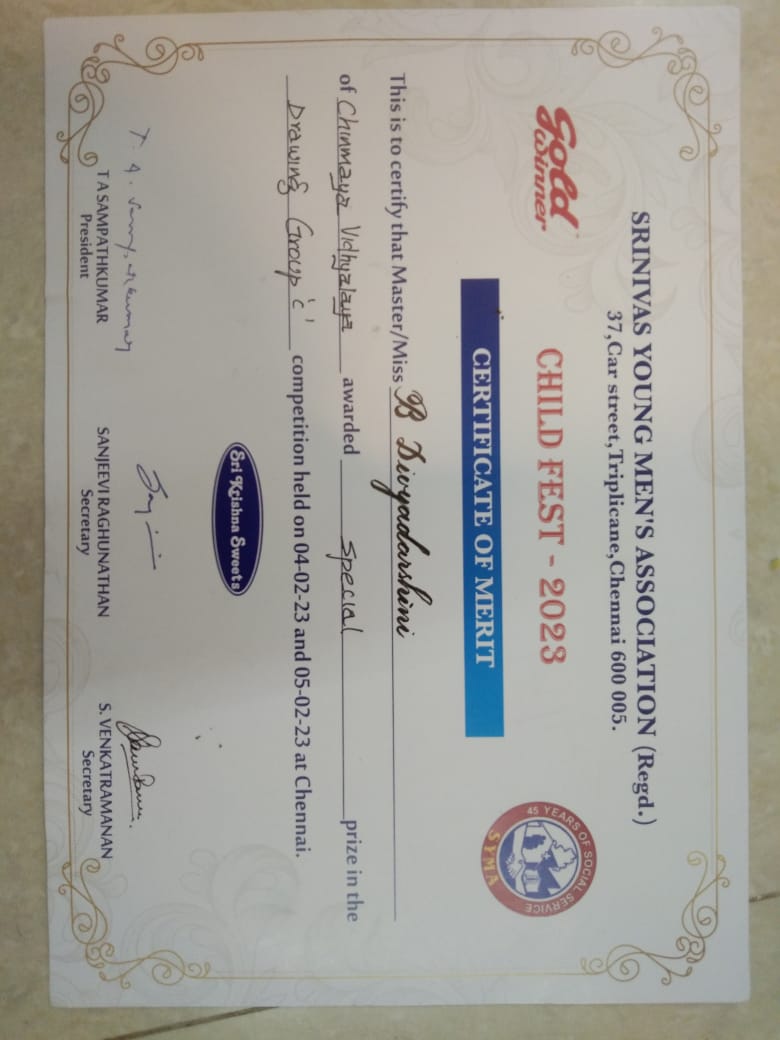 SRINIVAS YOUNG MEN'S ASSOCIATION (Regd.)
37,Car street,Triplicane,Chennai 600 005.
Gold
Winner
CHILD FEST - 2023
45 YEARS OF SOCIAL SERVICE
SYMA
CERTIFICATE OF MERIT
This is to certify that Master/Miss B Divyadarshini
of Chinmaya Vidhyalaya awarded Special prize in the
Drawing Group 'c' competition held on 04-02-23 and 05-02-23 at Chennai.
Sri Krishna Sweets
T A SAMPATHKUMAR
President
SANJEEVI RAGHUNATHAN
Secretary
S. VENKATRAMANAN
Secretary